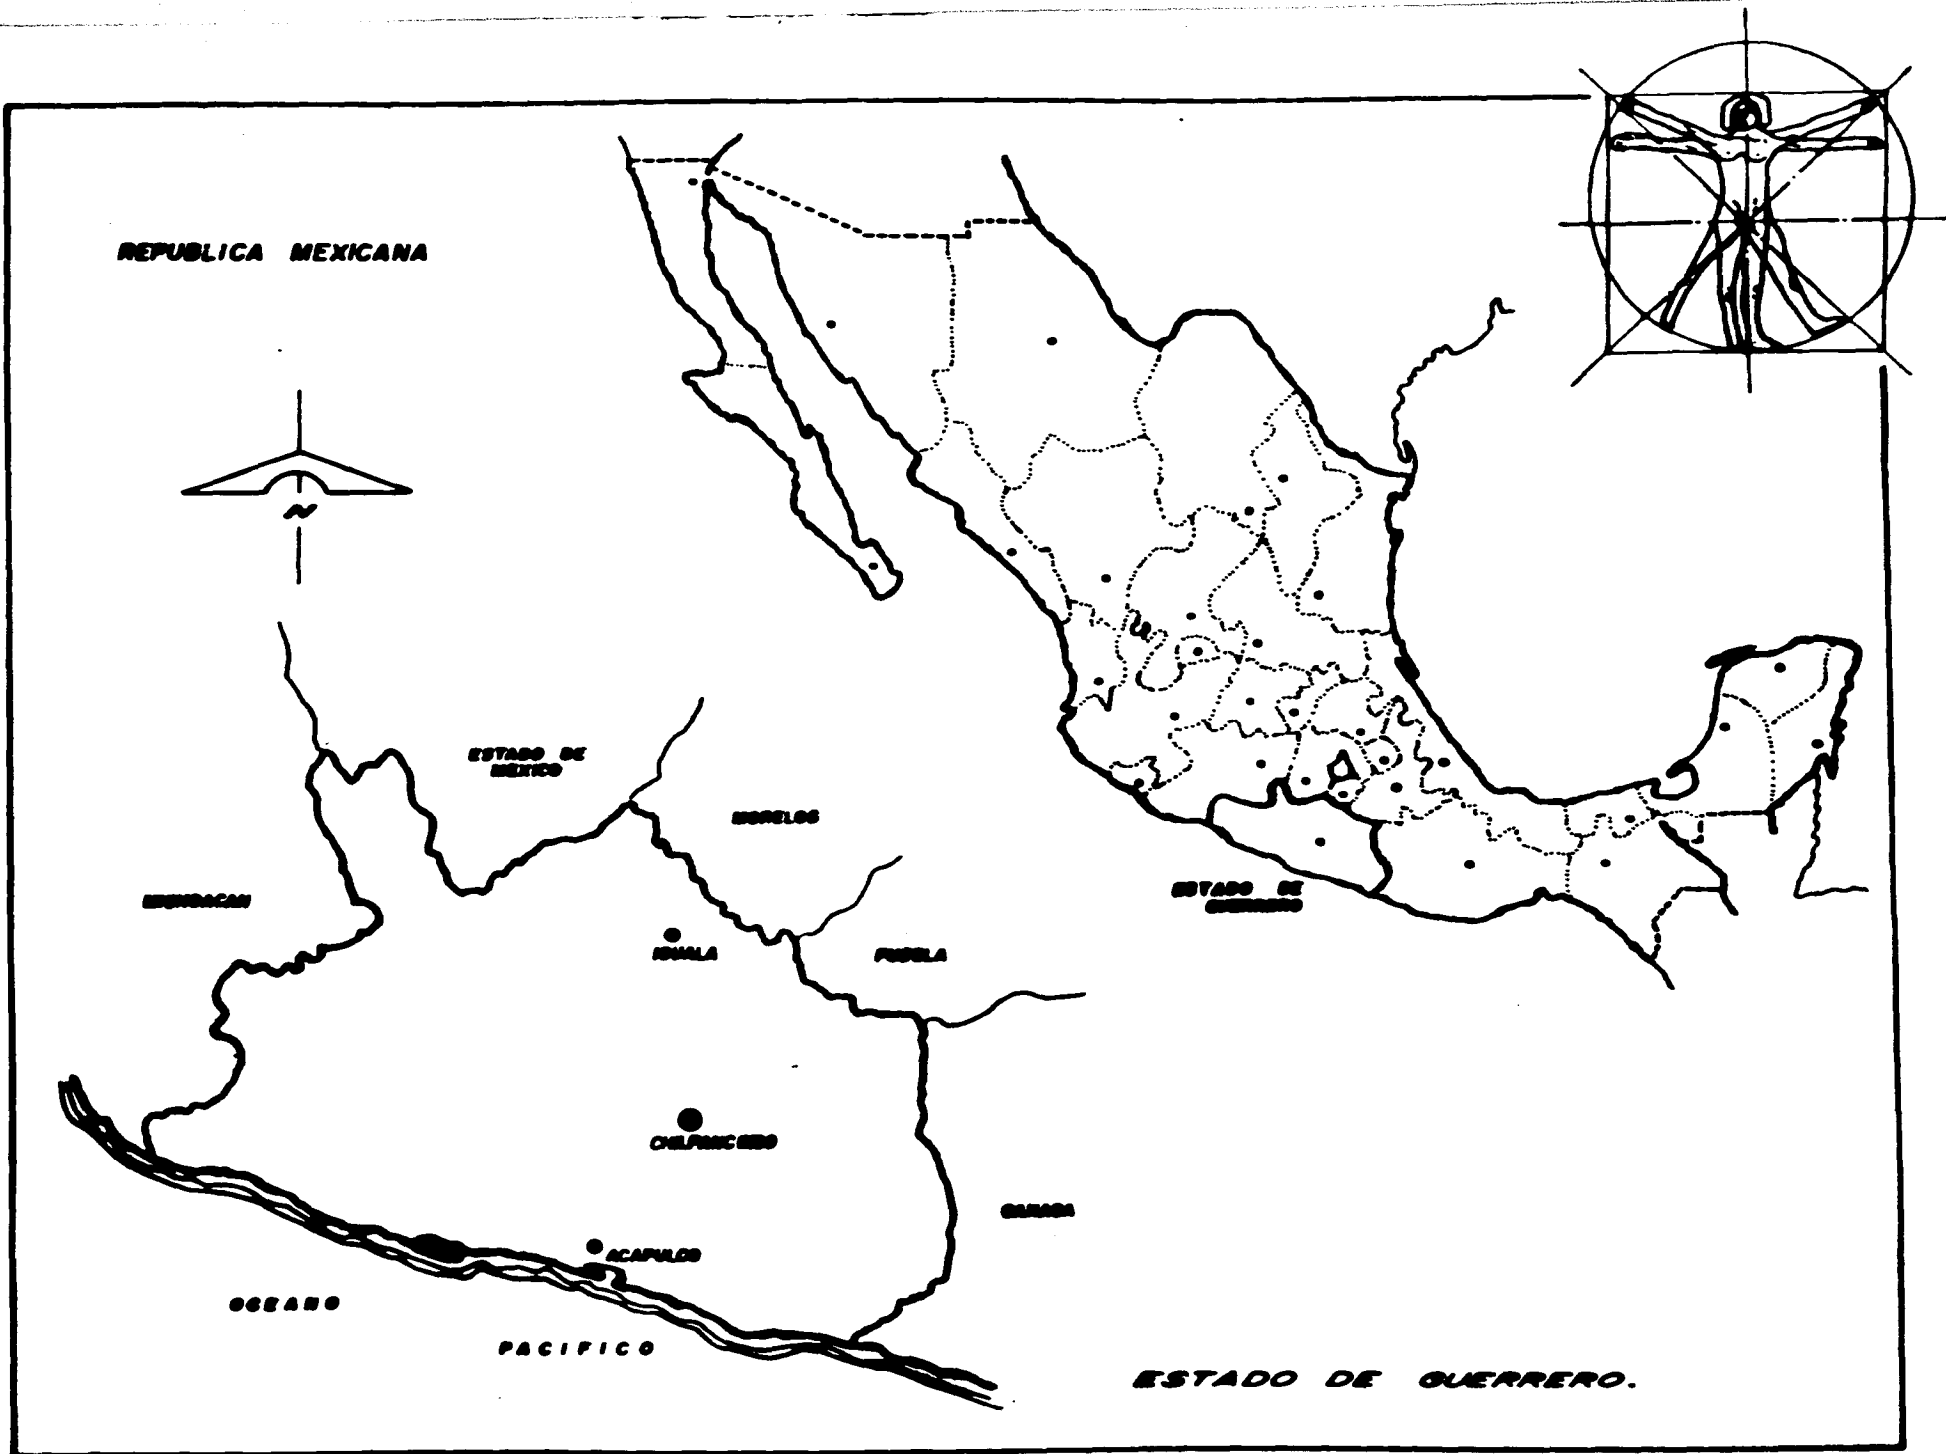 REPUBLICA MEXICANA
N
ESTADO DE
MEXICO
MORELOS
MICHOACAN
ESTADO DE
GUERRERO
IGUALA
PUEBLA
CHILPANCINGO
OAXACA
ACAPULCO
OCEANO
PACIFICO
ESTADO DE GUERRERO.